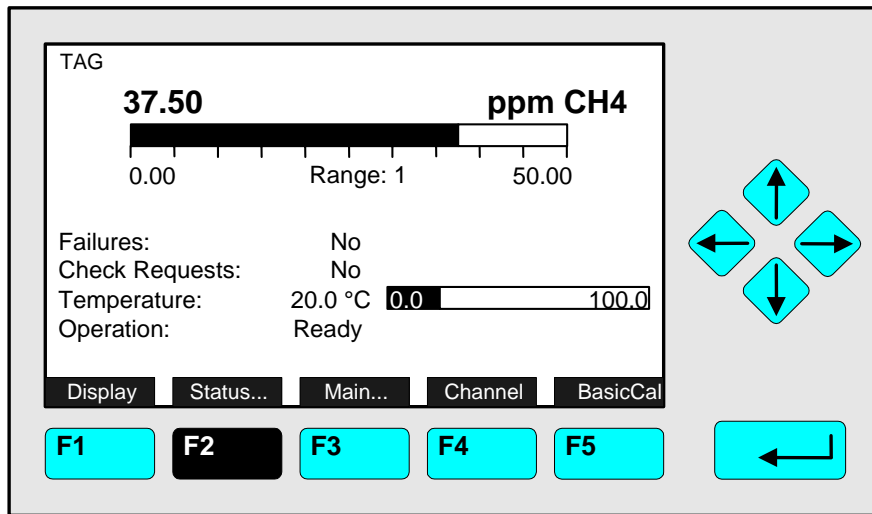 TAG
37.50 ppm CH4
0.00 Range: 1 50.00
Failures: No
Check Requests: No
Temperature: 20.0 °C 0.0 100.0
Operation: Ready
Display Status... Main... Channel BasicCal
F1 F2 F3 F4 F5